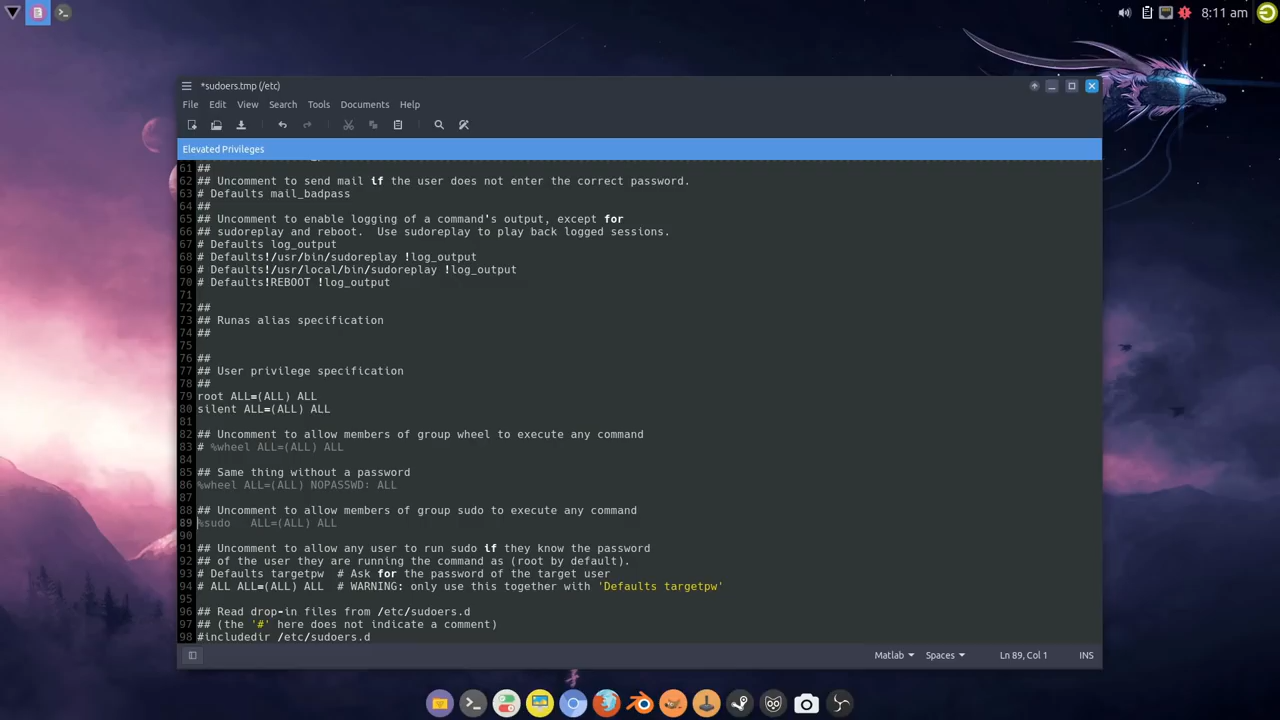 8:11 am
*sudoers.tmp (/etc)
File Edit View Search Tools Documents Help
Elevated Privileges
61 ##
62 ## Uncomment to send mail if the user does not enter the correct password.
63 # Defaults mail_badpass
64 ##
65 ## Uncomment to enable logging of a command's output, except for
66 ## sudoreplay and reboot.  Use sudoreplay to play back logged sessions.
67 # Defaults log_output
68 # Defaults!/usr/bin/sudoreplay !log_output
69 # Defaults!/usr/local/bin/sudoreplay !log_output
70 # Defaults!REBOOT !log_output
71
72 ##
73 ## Runas alias specification
74 ##
75
76 ##
77 ## User privilege specification
78 ##
79 root ALL=(ALL) ALL
80 silent ALL=(ALL) ALL
81
82 ## Uncomment to allow members of group wheel to execute any command
83 # %wheel ALL=(ALL) ALL
84
85 ## Same thing without a password
86 %wheel ALL=(ALL) NOPASSWD: ALL
87
88 ## Uncomment to allow members of group sudo to execute any command
89 %sudo   ALL=(ALL) ALL
90
91 ## Uncomment to allow any user to run sudo if they know the password
92 ## of the user they are running the command as (root by default).
93 # Defaults targetpw  # Ask for the password of the target user
94 # ALL ALL=(ALL) ALL  # WARNING: only use this together with 'Defaults targetpw'
95
96 ## Read drop-in files from /etc/sudoers.d
97 ## (the '#' here does not indicate a comment)
98 #includedir /etc/sudoers.d
Matlab Spaces Ln 89, Col 1 INS